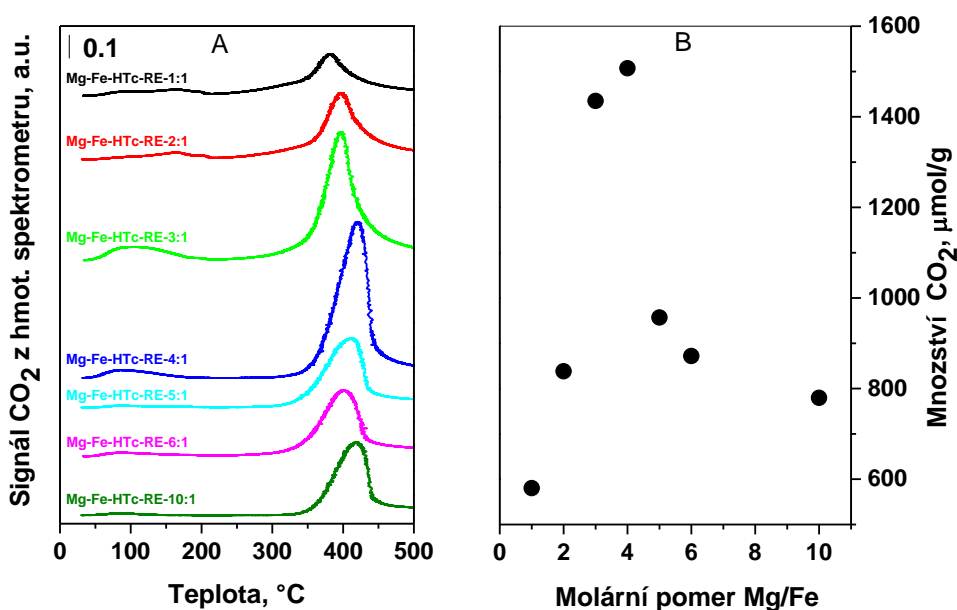 Signál CO2 z hmot. spektrometru, a.u.
0.1
A
Mg-Fe-HTc-RE-1:1
Mg-Fe-HTc-RE-2:1
Mg-Fe-HTc-RE-3:1
Mg-Fe-HTc-RE-4:1
Mg-Fe-HTc-RE-5:1
Mg-Fe-HTc-RE-6:1
Mg-Fe-HTc-RE-10:1
0 100 200 300 400 500
Teplota, °C
B
1600
1400
1200
1000
800
600
Mnozství CO2, μmol/g
0 2 4 6 8 10
Molární pomer Mg/Fe